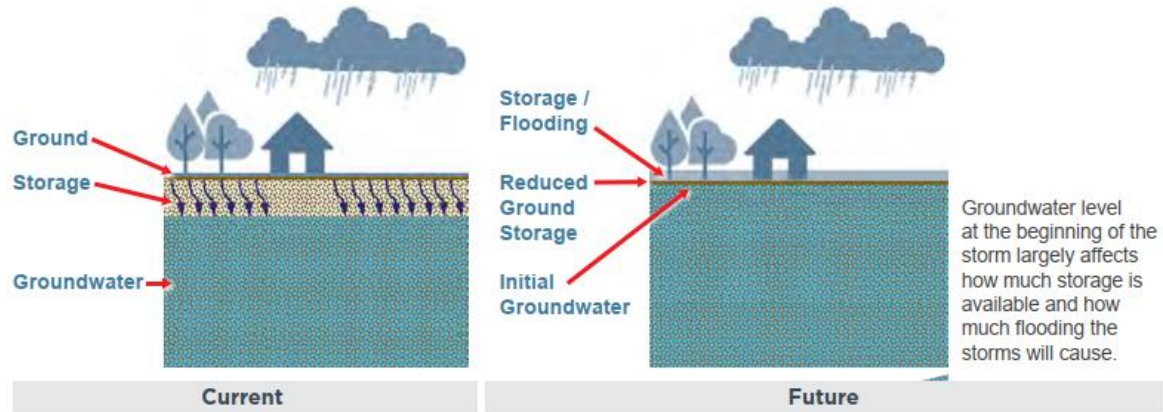 Ground
Storage
Groundwater
Current
Storage /
Flooding
Reduced
Ground
Storage
Initial
Groundwater
Groundwater level
at the beginning of the
storm largely affects
how much storage is
available and how
much flooding the
storms will cause.
Future